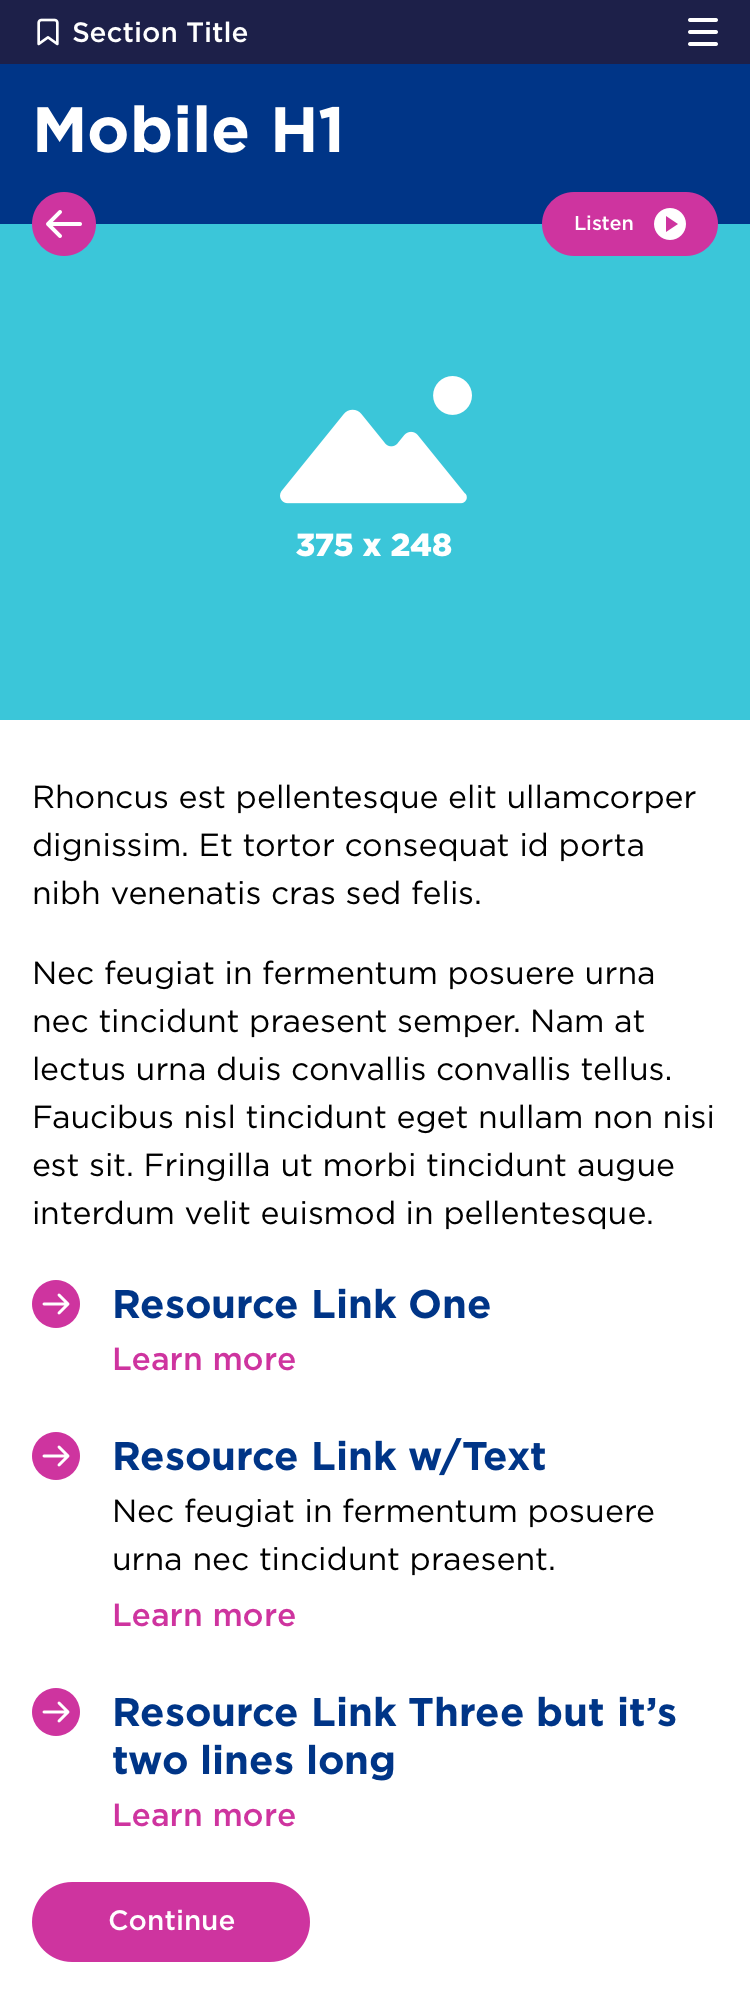 Section Title
Mobile H1
Listen
375 x 248
Rhoncus est pellentesque elit ullamcorper
dignissim. Et tortor consequat id porta
nibh venenatis cras sed felis.
Nec feugiat in fermentum posuere urna
nec tincidunt praesent semper. Nam at
lectus urna duis convallis convallis tellus.
Faucibus nisl tincidunt eget nullam non nisi
est sit. Fringilla ut morbi tincidunt augue
interdum velit euismod in pellentesque.
Resource Link One
Learn more
Resource Link w/Text
Nec feugiat in fermentum posuere
urna nec tincidunt praesent.
Learn more
Resource Link Three but it’s
two lines long
Learn more
Continue